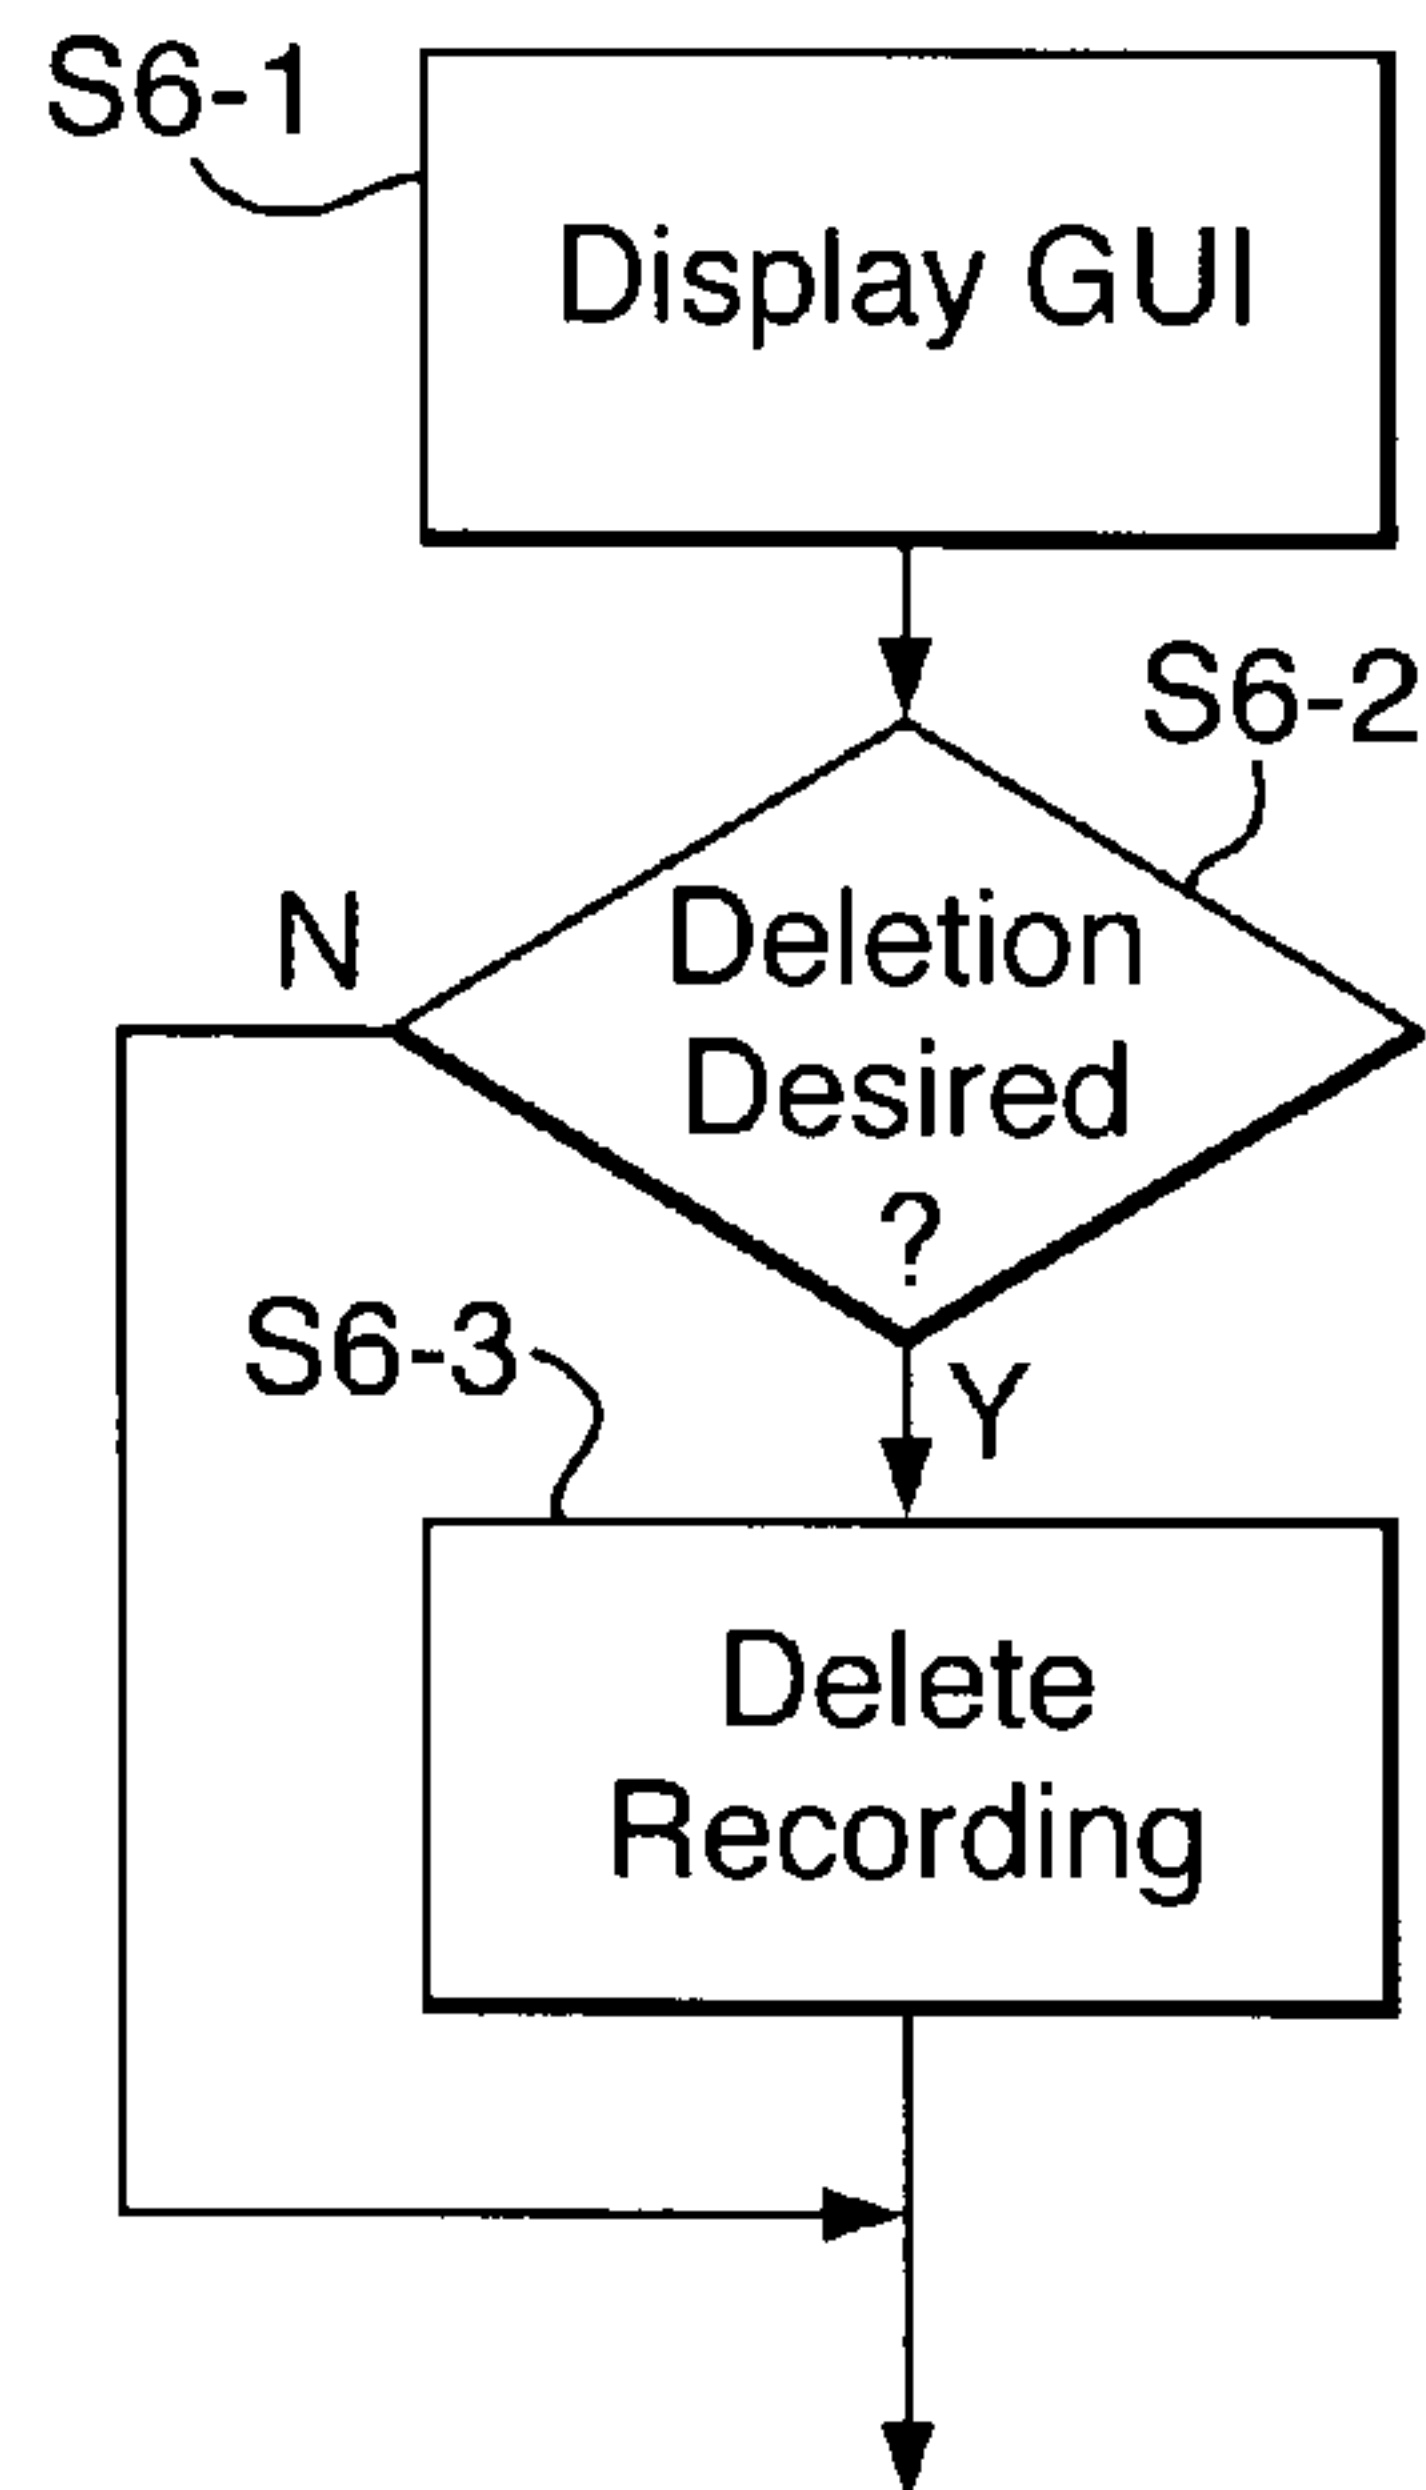 S6-1
Display GUI
S6-2
N
Deletion
Desired
?
S6-3
Y
Delete
Recording